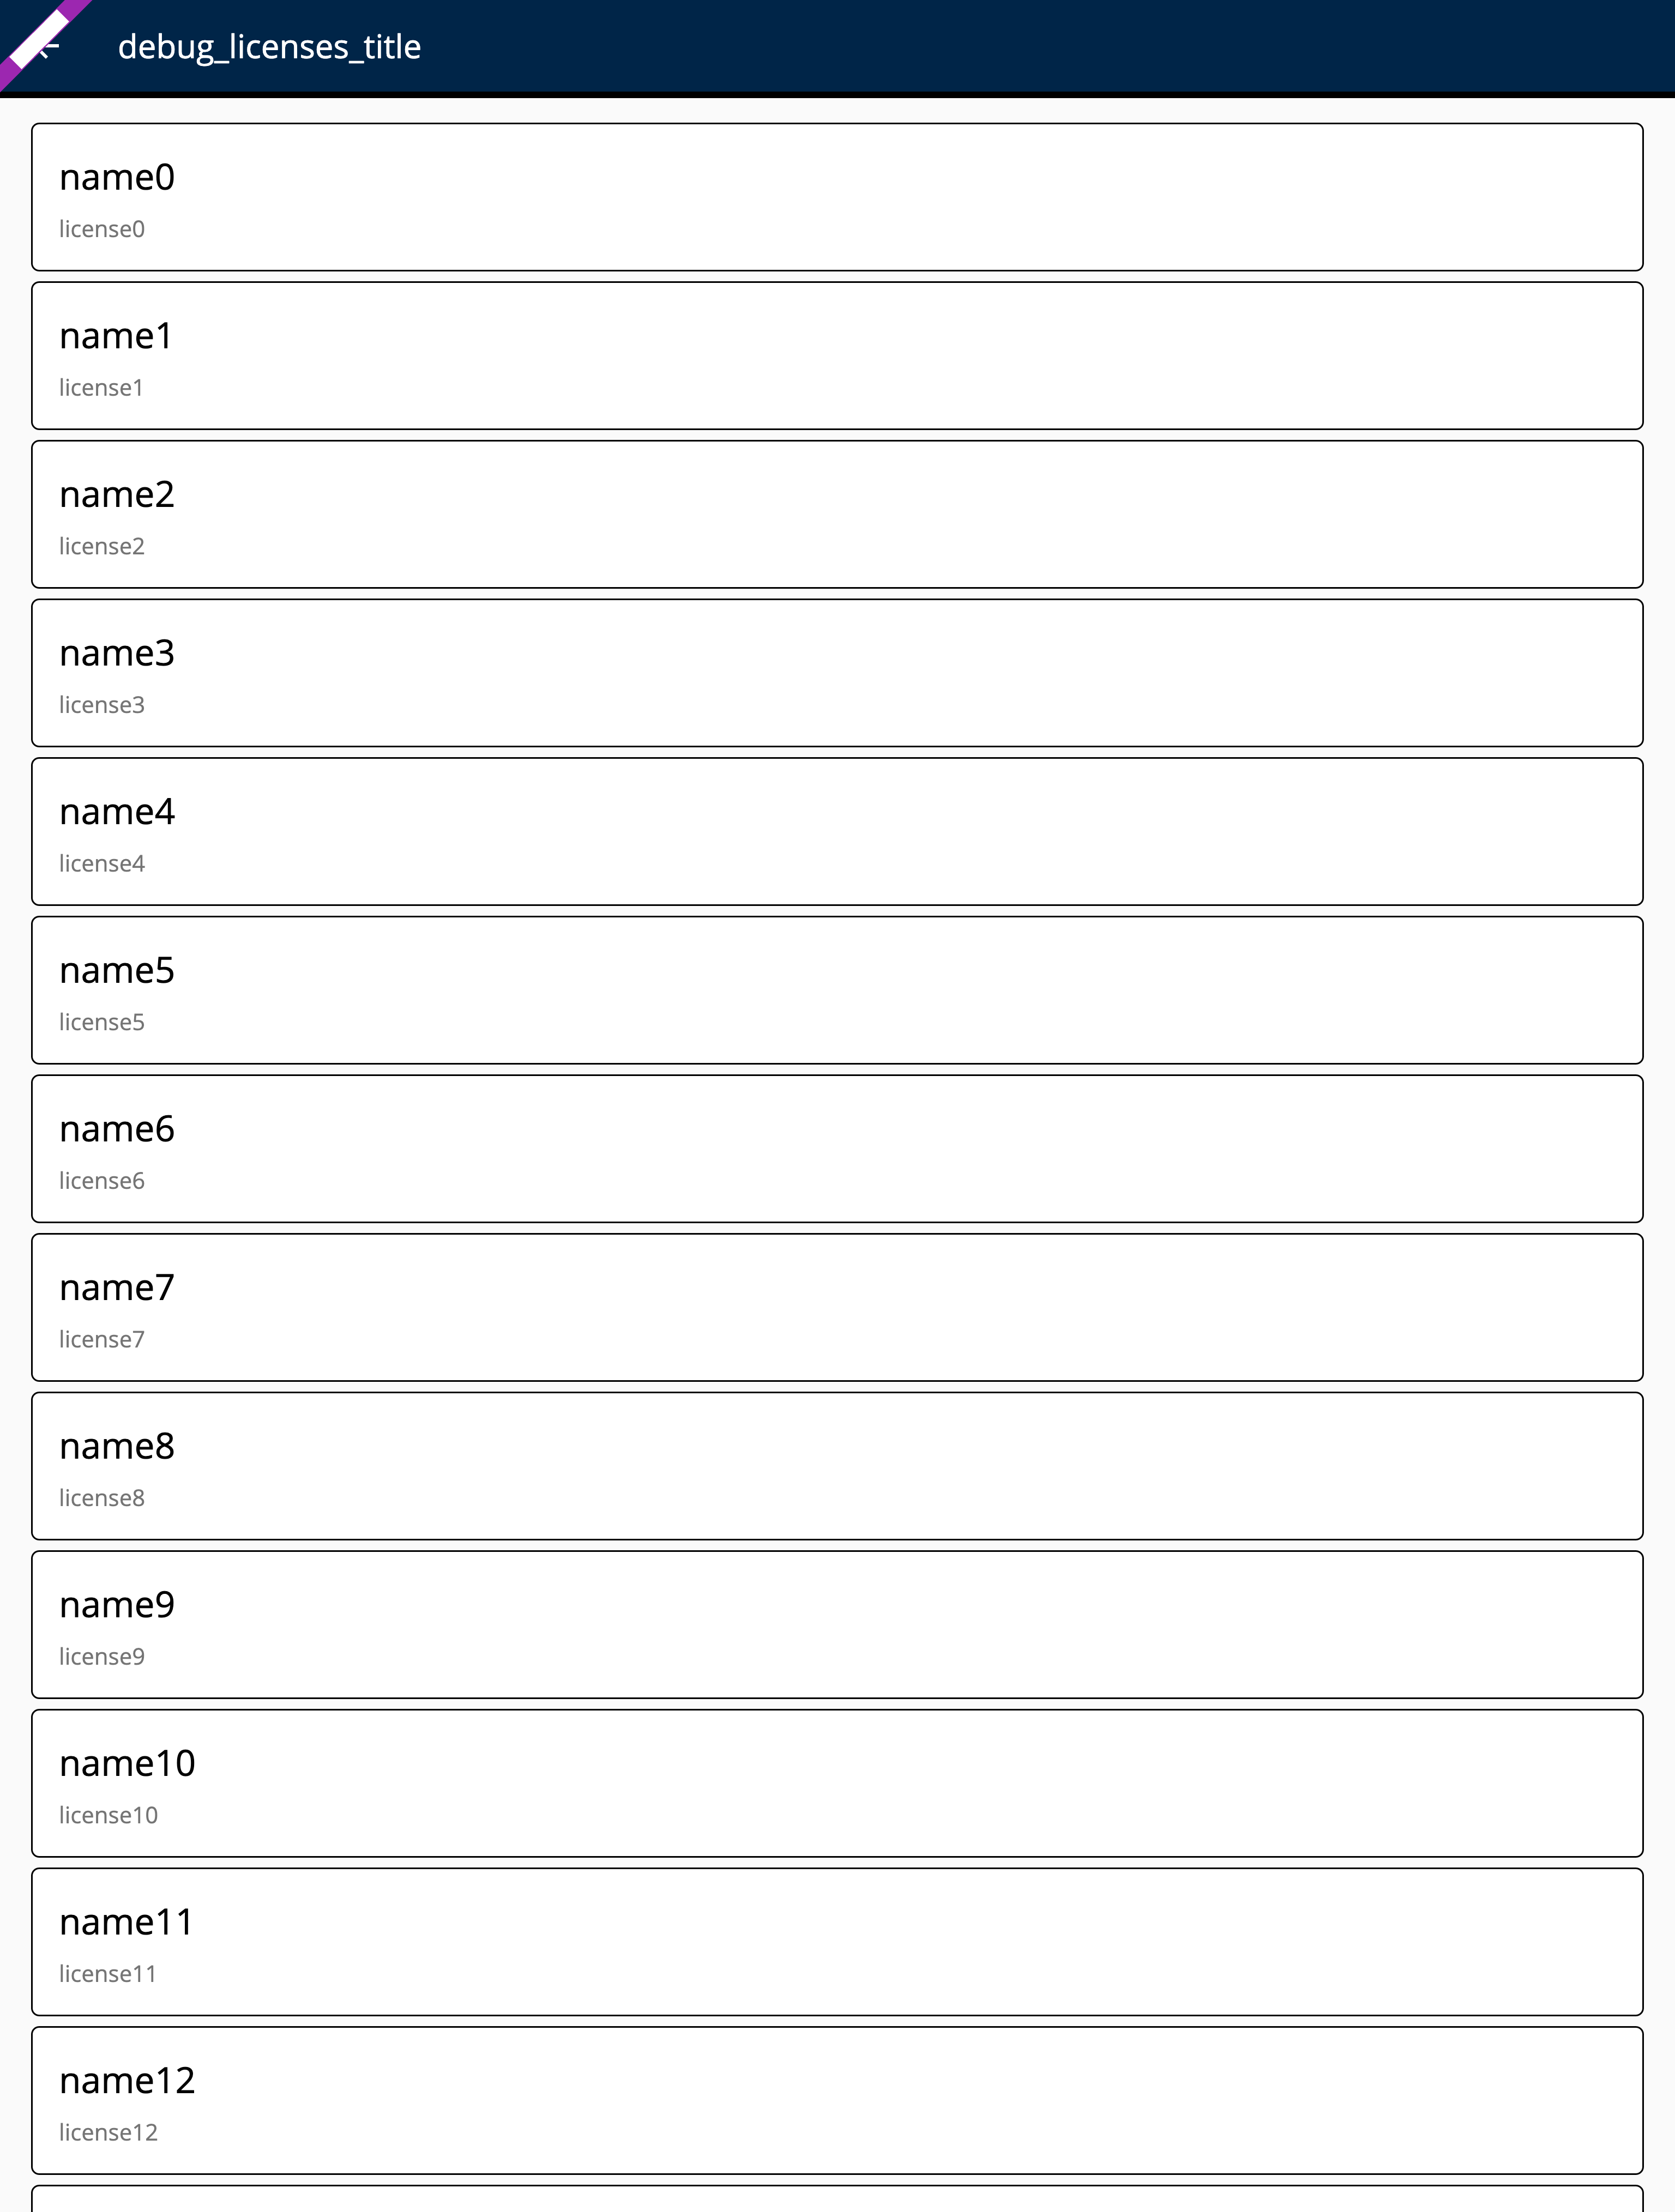 debug_licenses_title
name0
license0
name1
license1
name2
license2
name3
license3
name4
license4
name5
license5
name6
license6
name7
license7
name8
license8
name9
license9
name10
license10
name11
license11
name12
license12